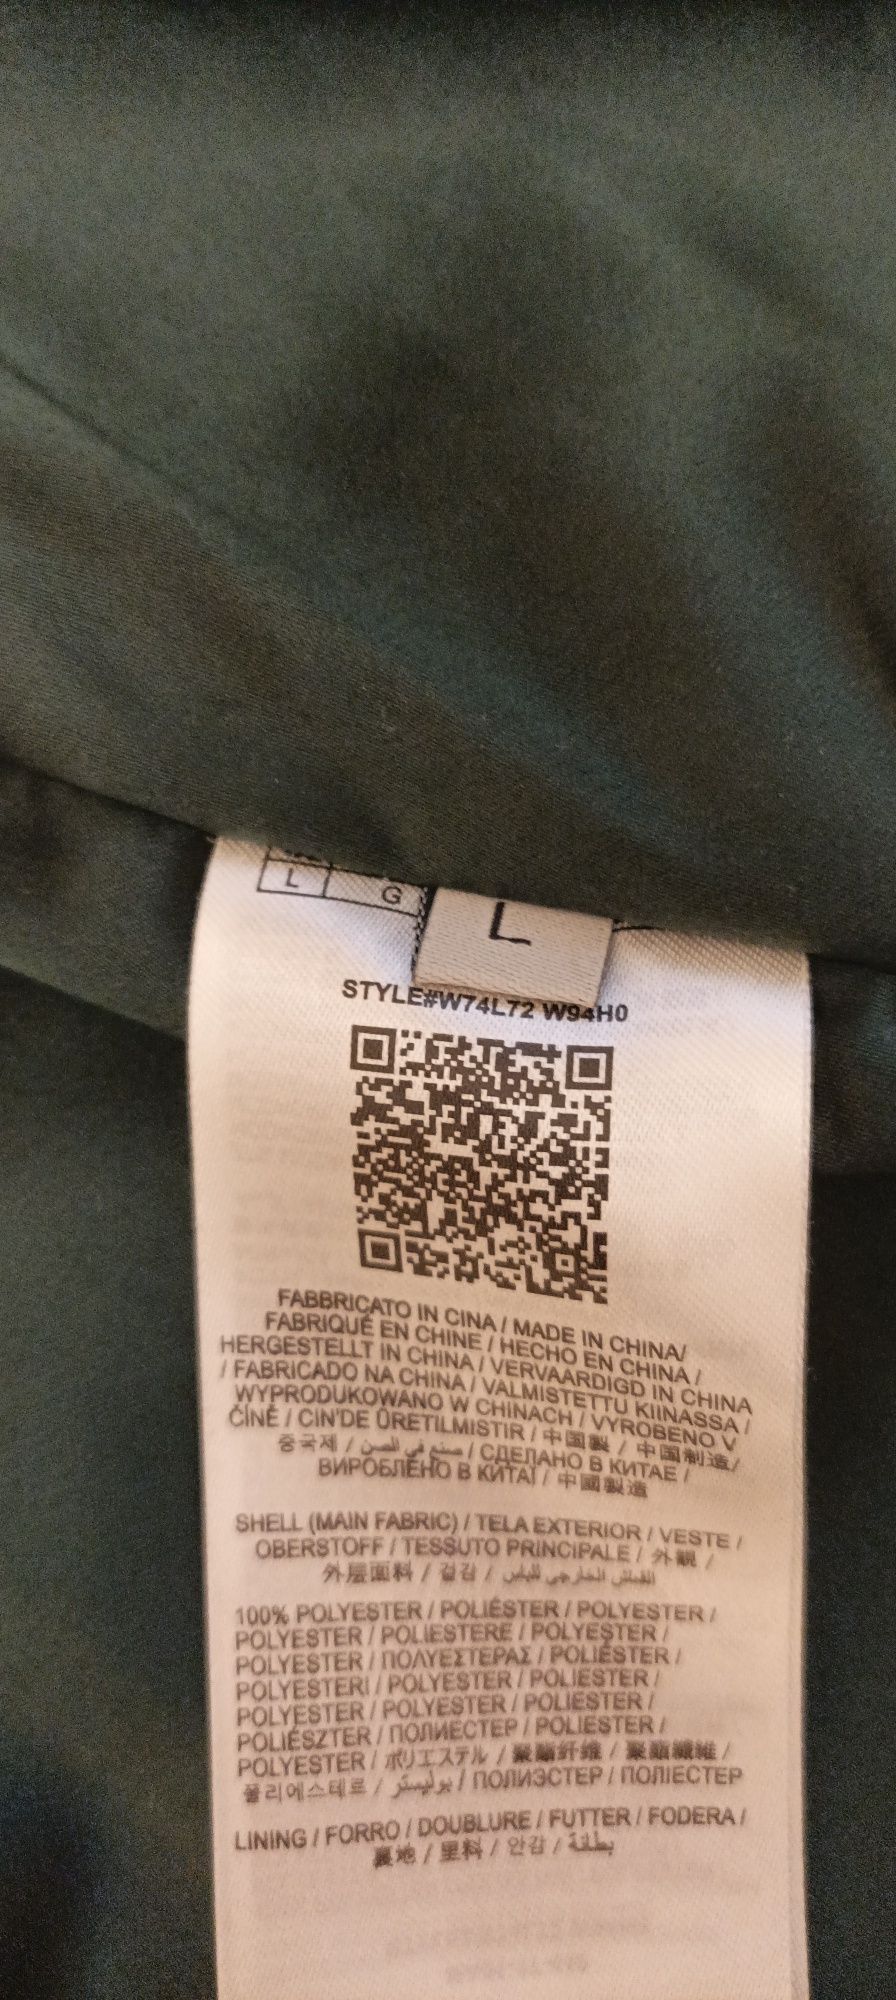 L G
L
STYLE#W74L72 W94H0
FABBRICATO IN CINA / MADE IN CHINA/
FABRIQUÉ EN CHINE / HECHO EN CHINA /
HERGESTELLT IN CHINA / VERVAARDIGD IN CHINA
/ FABRICADO NA CHINA / VALMISTETTU KIINASSA /
WYPRODUKOWANO W CHINACH / VYROBENO V
ČÍNĚ / CIN'DE ÜRETILMISTIR / 中国製 / 中国制造/
중국제 / صنع في الصين / СДЕЛАНО В КИТАЕ /
ВИРОБЛЕНО В КИТАЇ / 中國製造
SHELL (MAIN FABRIC) / TELA EXTERIOR / VESTE /
OBERSTOFF / TESSUTO PRINCIPALE / 外観 /
外层面料 / 겉감 / القماش الخارجي للباس
100% POLYESTER / POLIÉSTER / POLYESTER /
POLYESTER / POLIESTERE / POLYESTER /
POLYESTER / ΠΟΛΥΕΣΤΕΡΑΣ / POLIÉSTER /
POLYESTERI / POLYESTER / POLIESTER /
POLYESTER / POLYESTER / POLIESTER /
POLIÉSZTER / ПОЛИЕСТЕР / POLIESTER /
POLYESTER / ポリエステル / 聚酯纤维 / 聚酯纖維 /
폴리에스테르 / بوليستر / ПОЛИЭСТЕР / ПОЛІЕСТЕР
LINING / FORRO / DOUBLURE / FUTTER / FODERA /
裏地 / 里料 / 안감 / بطانة